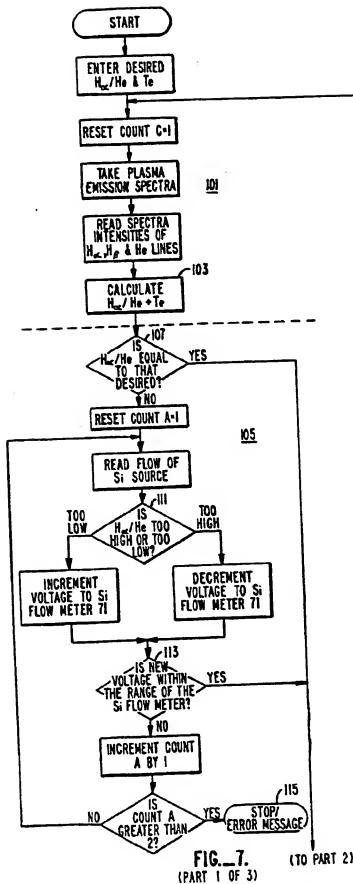 START
ENTER DESIRED
H∝/He & Te
RESET COUNT C=1
TAKE PLASMA
EMISSION SPECTRA
101
READ SPECTRA
INTENSITIES OF
H∝, Hβ & He LINES
103
CALCULATE
H∝/He + Te
107
IS
H∝/He EQUAL
TO THAT
DESIRED?
YES
NO
RESET COUNT A=1
105
READ FLOW OF
Si SOURCE
111
IS
H∝/He TOO
HIGH OR TOO
LOW?
TOO
LOW
TOO
HIGH
INCREMENT
VOLTAGE TO Si
FLOW METER 71
DECREMENT
VOLTAGE TO Si
FLOW METER 71
113
IS NEW
VOLTAGE WITHIN
THE RANGE OF THE
Si FLOW METER?
YES
NO
INCREMENT COUNT
A BY 1
IS
COUNT A
GREATER THAN
2?
NO
YES
115
STOP/
ERROR MESSAGE
FIG._7.
(PART 1 OF 3)
(TO PART 2)